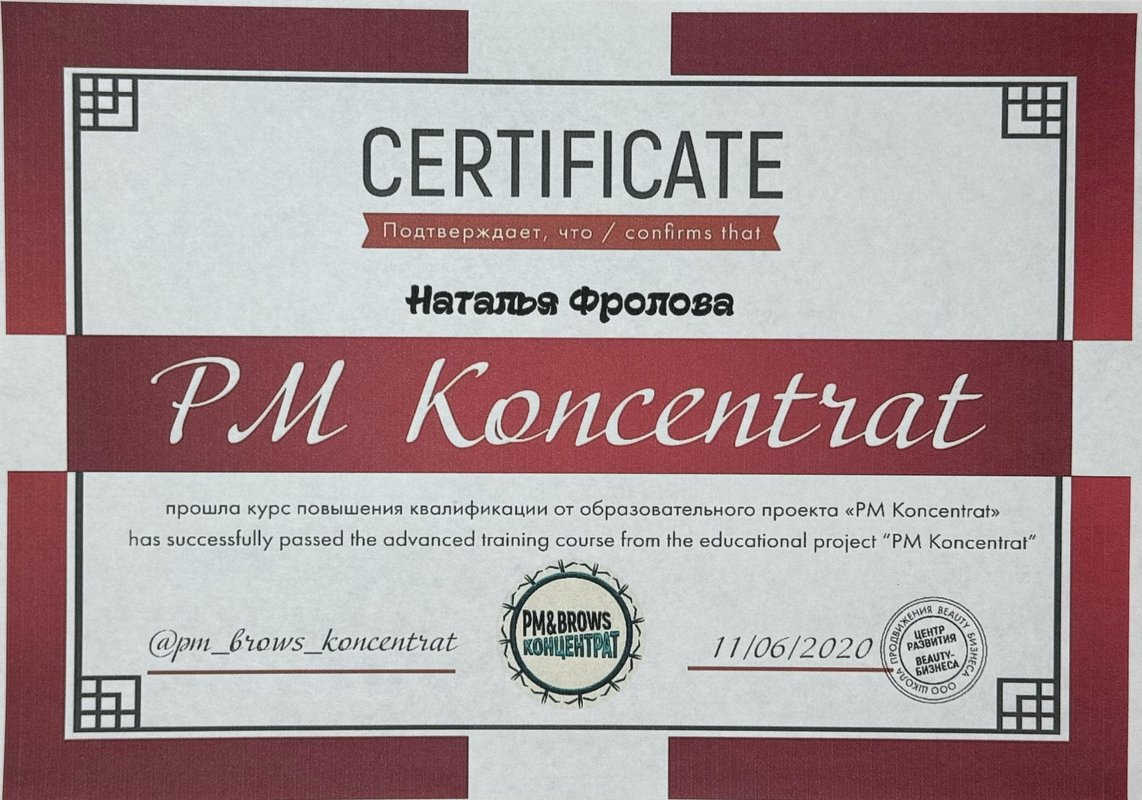 CERTIFICATE
Подтверждает, что / confirms that
Наталья Фролова
PM Koncentrat
прошла курс повышения квалификации от образовательного проекта «PM Koncentrat»
has successfully passed the advanced training course from the educational project “PM Koncentrat”
@pm_brows_koncentrat
PM&BROWS
КОНЦЕНТРАТ
11/06/2020
ООО ШКОЛА ПРОДВИЖЕНИЯ BEAUTY БИЗНЕСА
ЦЕНТР
РАЗВИТИЯ
BEAUTY-
БИЗНЕСА